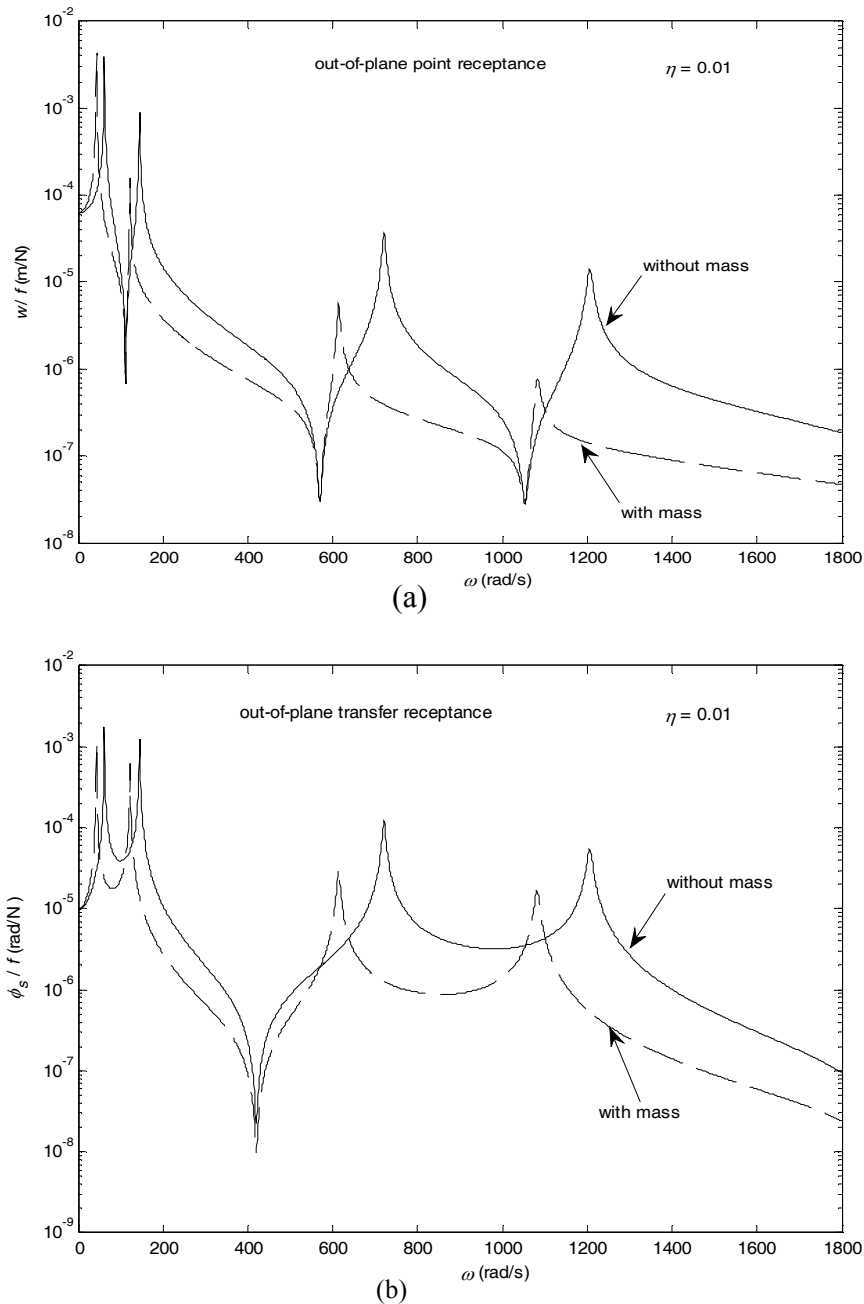 10^-2
out-of-plane point receptance
η = 0.01
10^-3
10^-4
w/ f (m/N)
10^-5
without mass
10^-6
10^-7
with mass
10^-8
0 200 400 600 800 1000 1200 1400 1600 1800
ω (rad/s)
(a)
10^-2
out-of-plane transfer receptance
η = 0.01
10^-3
10^-4
without mass
10^-5
ϕ_s / f (rad/N)
10^-6
10^-7
with mass
10^-8
10^-9
0 200 400 600 800 1000 1200 1400 1600 1800
ω (rad/s)
(b)